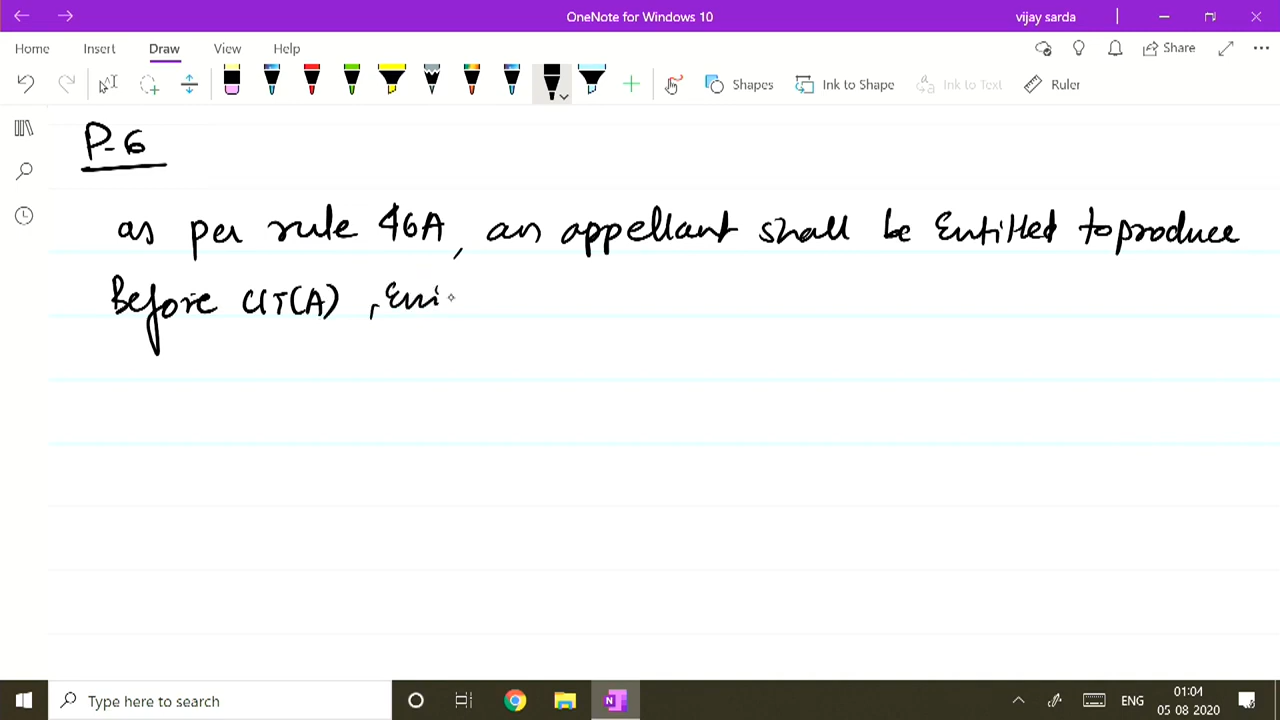 OneNote for Windows 10
vijay sarda
Home Insert Draw View Help
Share
Shapes Ink to Shape Ink to Text Ruler
P-6
as per rule 46A, an appellant shall be Entitled to produce
Before CIT(A) , Evi
Type here to search
ENG
01:04
05-08-2020